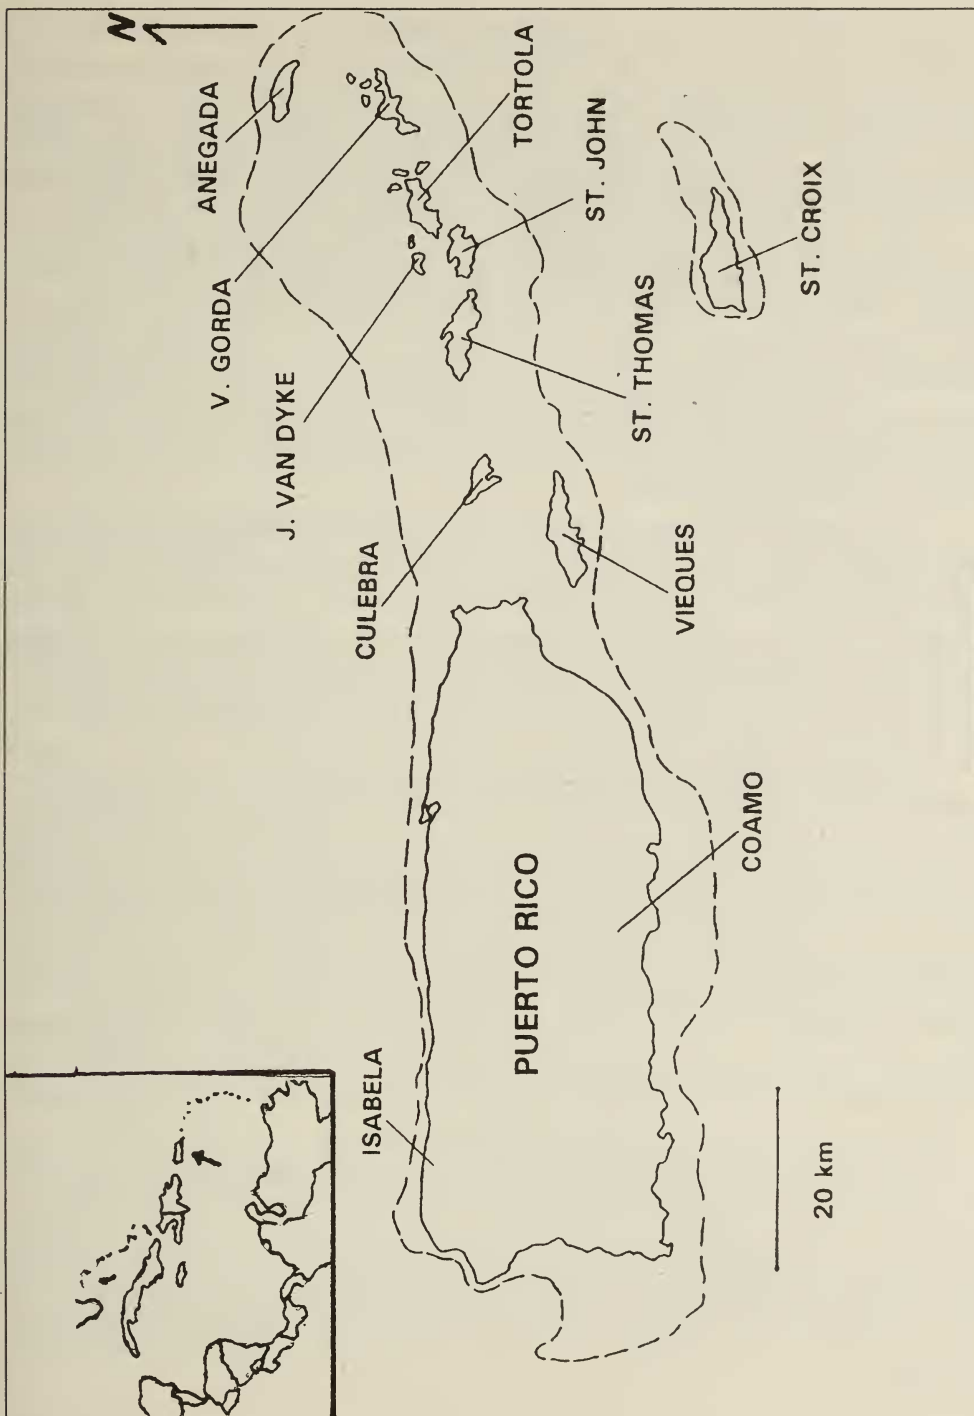 N
ANEGADA
V. GORDA
J. VAN DYKE
CULEBRA
ISABELA
TORTOLA
ST. JOHN
ST. THOMAS
ST. CROIX
VIEQUES
PUERTO RICO
COAMO
20 km